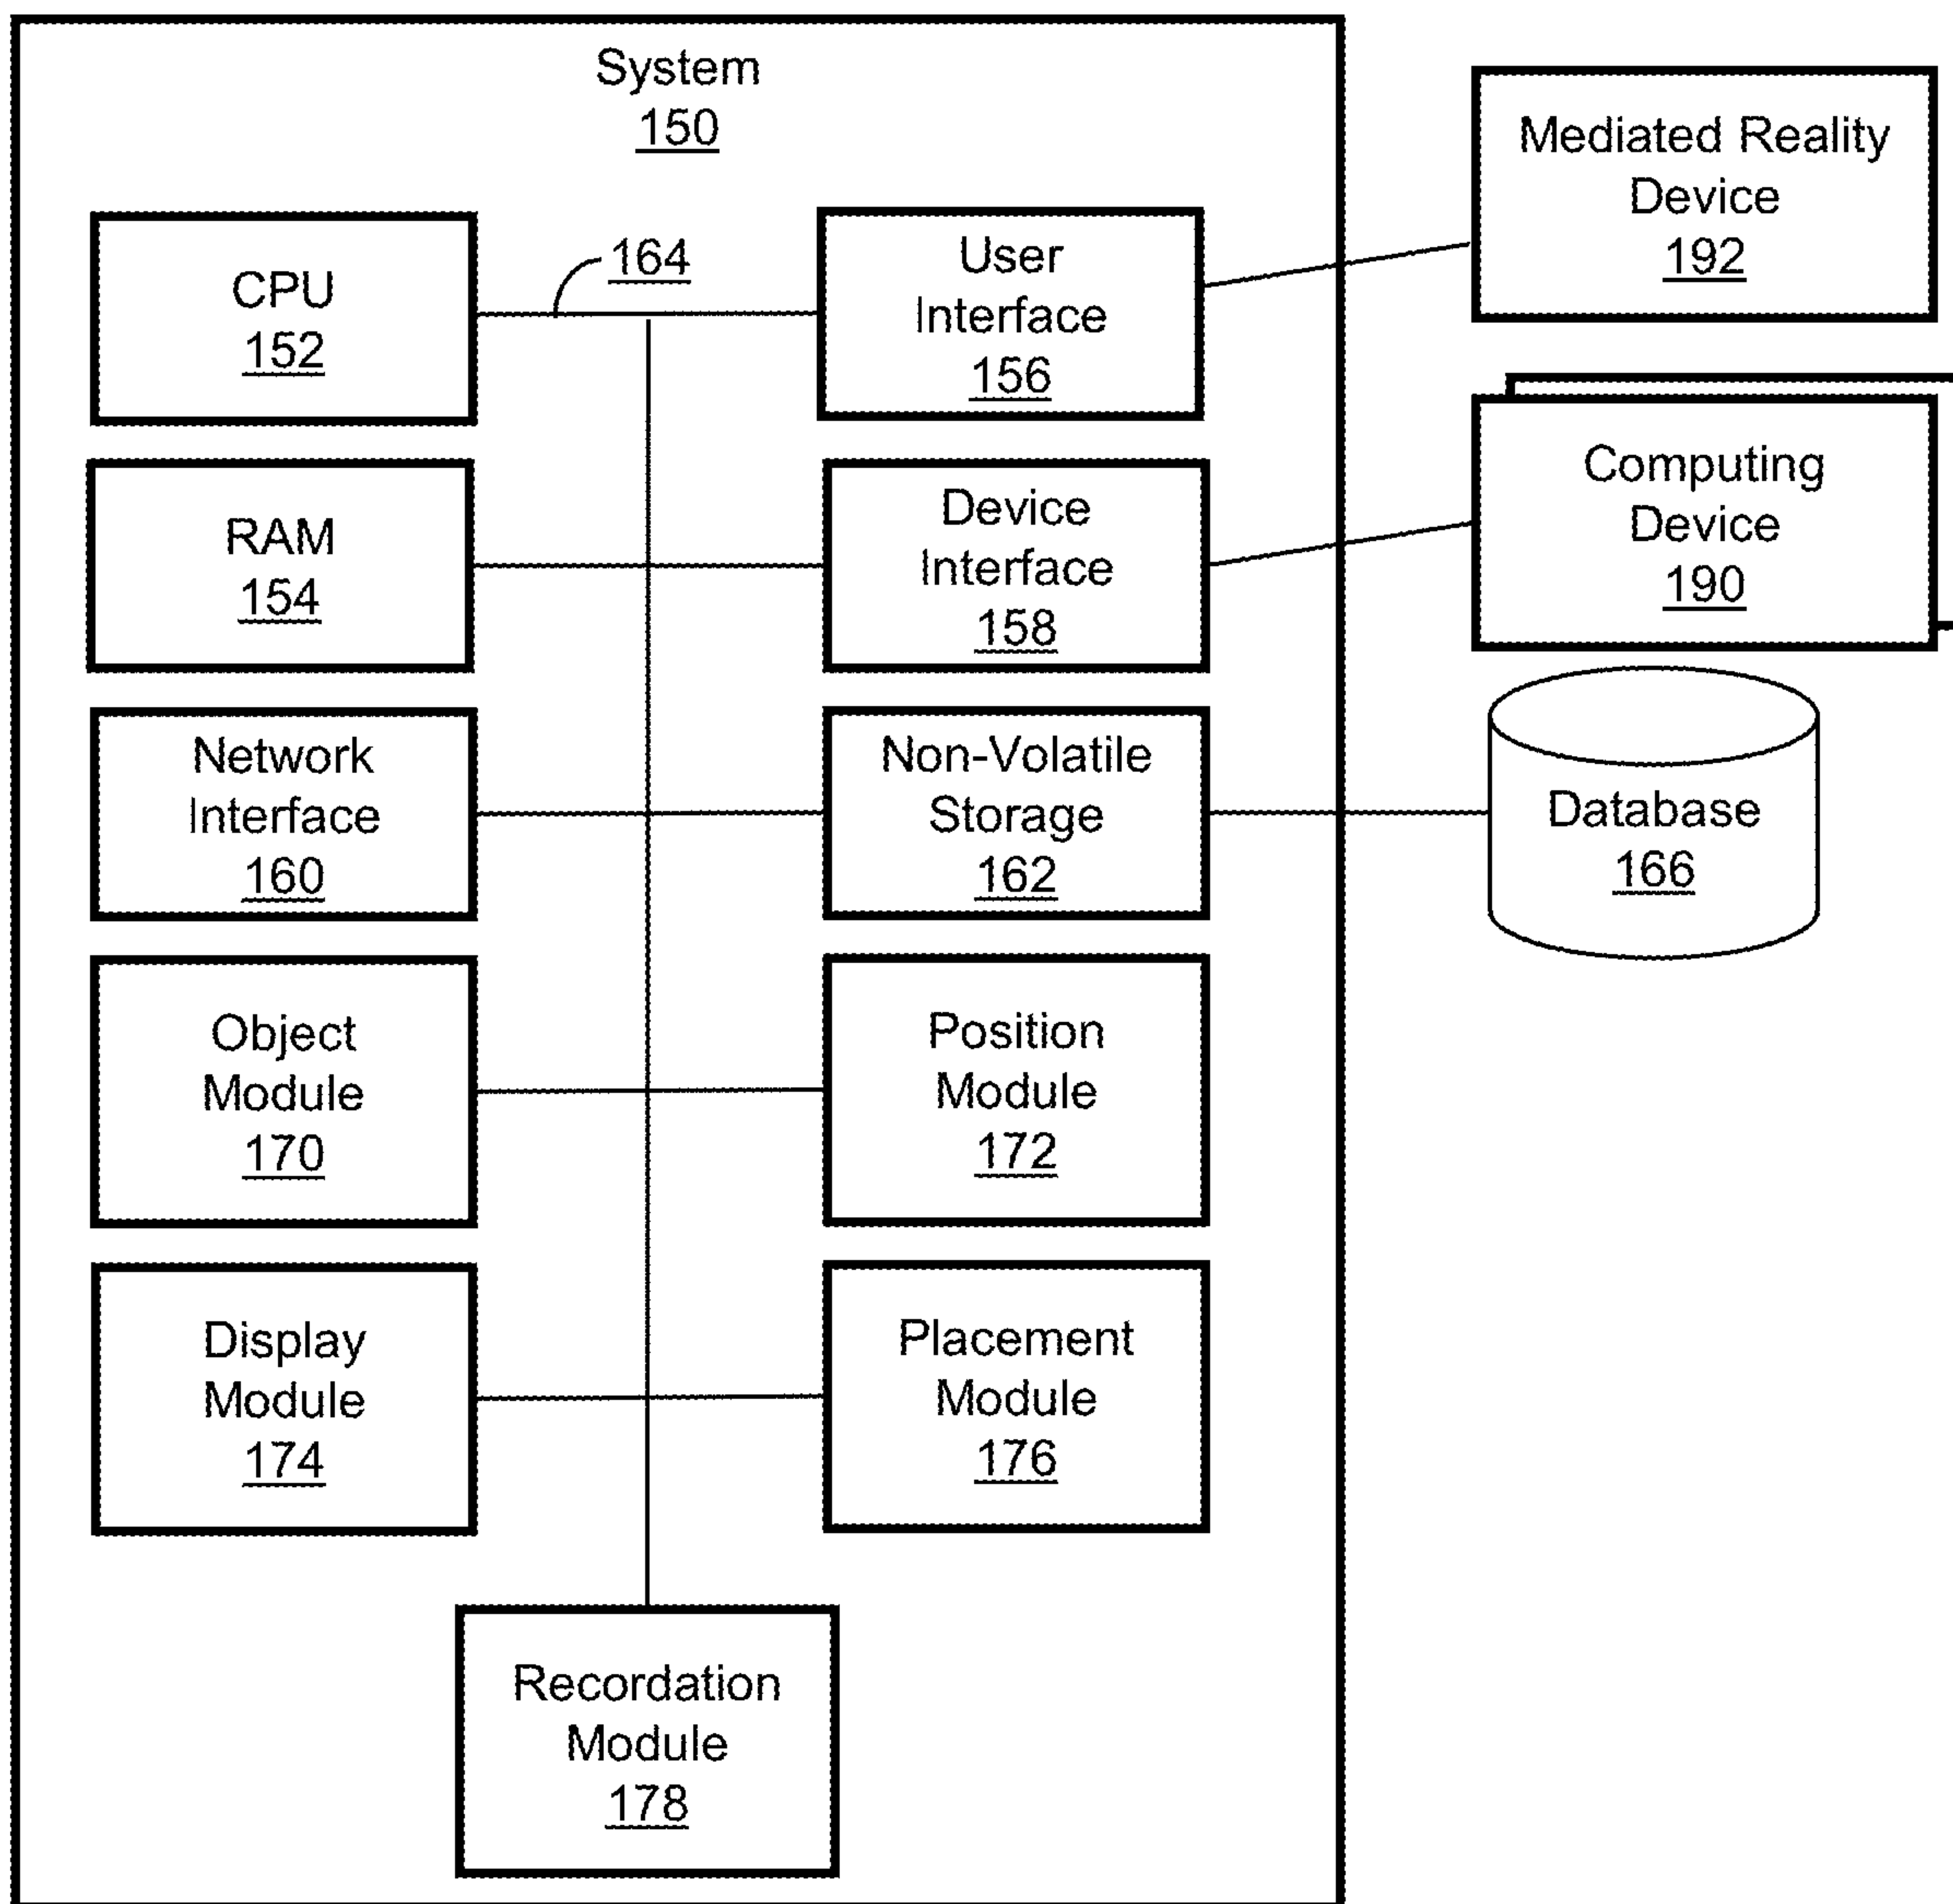 System
150
CPU
152
164
User
Interface
156
Mediated Reality
Device
192
RAM
154
Device
Interface
158
Computing
Device
190
Network
Interface
160
Non-Volatile
Storage
162
Database
166
Object
Module
170
Position
Module
172
Display
Module
174
Placement
Module
176
Recordation
Module
178